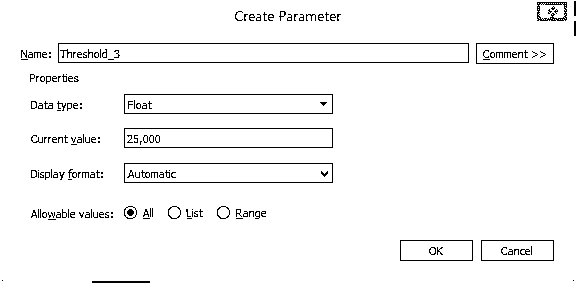 Create Parameter
Name: Threshold_3 Comment >>
Properties
Data type: Float
Current value: 25,000
Display format: Automatic
Allowable values: All List Range
OK Cancel